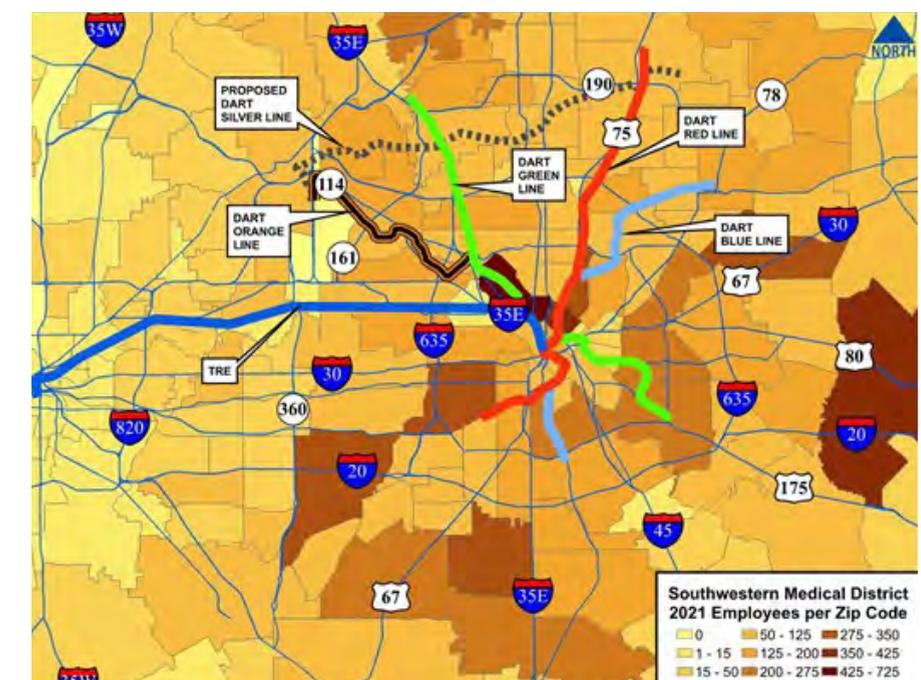 35W
35E
NORTH
190
78
PROPOSED
DART
SILVER LINE
75
DART
RED LINE
DART
GREEN
LINE
114
DART
ORANGE
LINE
161
DART
BLUE LINE
30
67
35E
635
TRE
30
80
360
635
820
20
20
175
45
67
35E
Southwestern Medical District
2021 Employees per Zip Code
0 50 - 125 275 - 350
1 - 15 125 - 200 350 - 425
15 - 50 200 - 275 425 - 725
35W